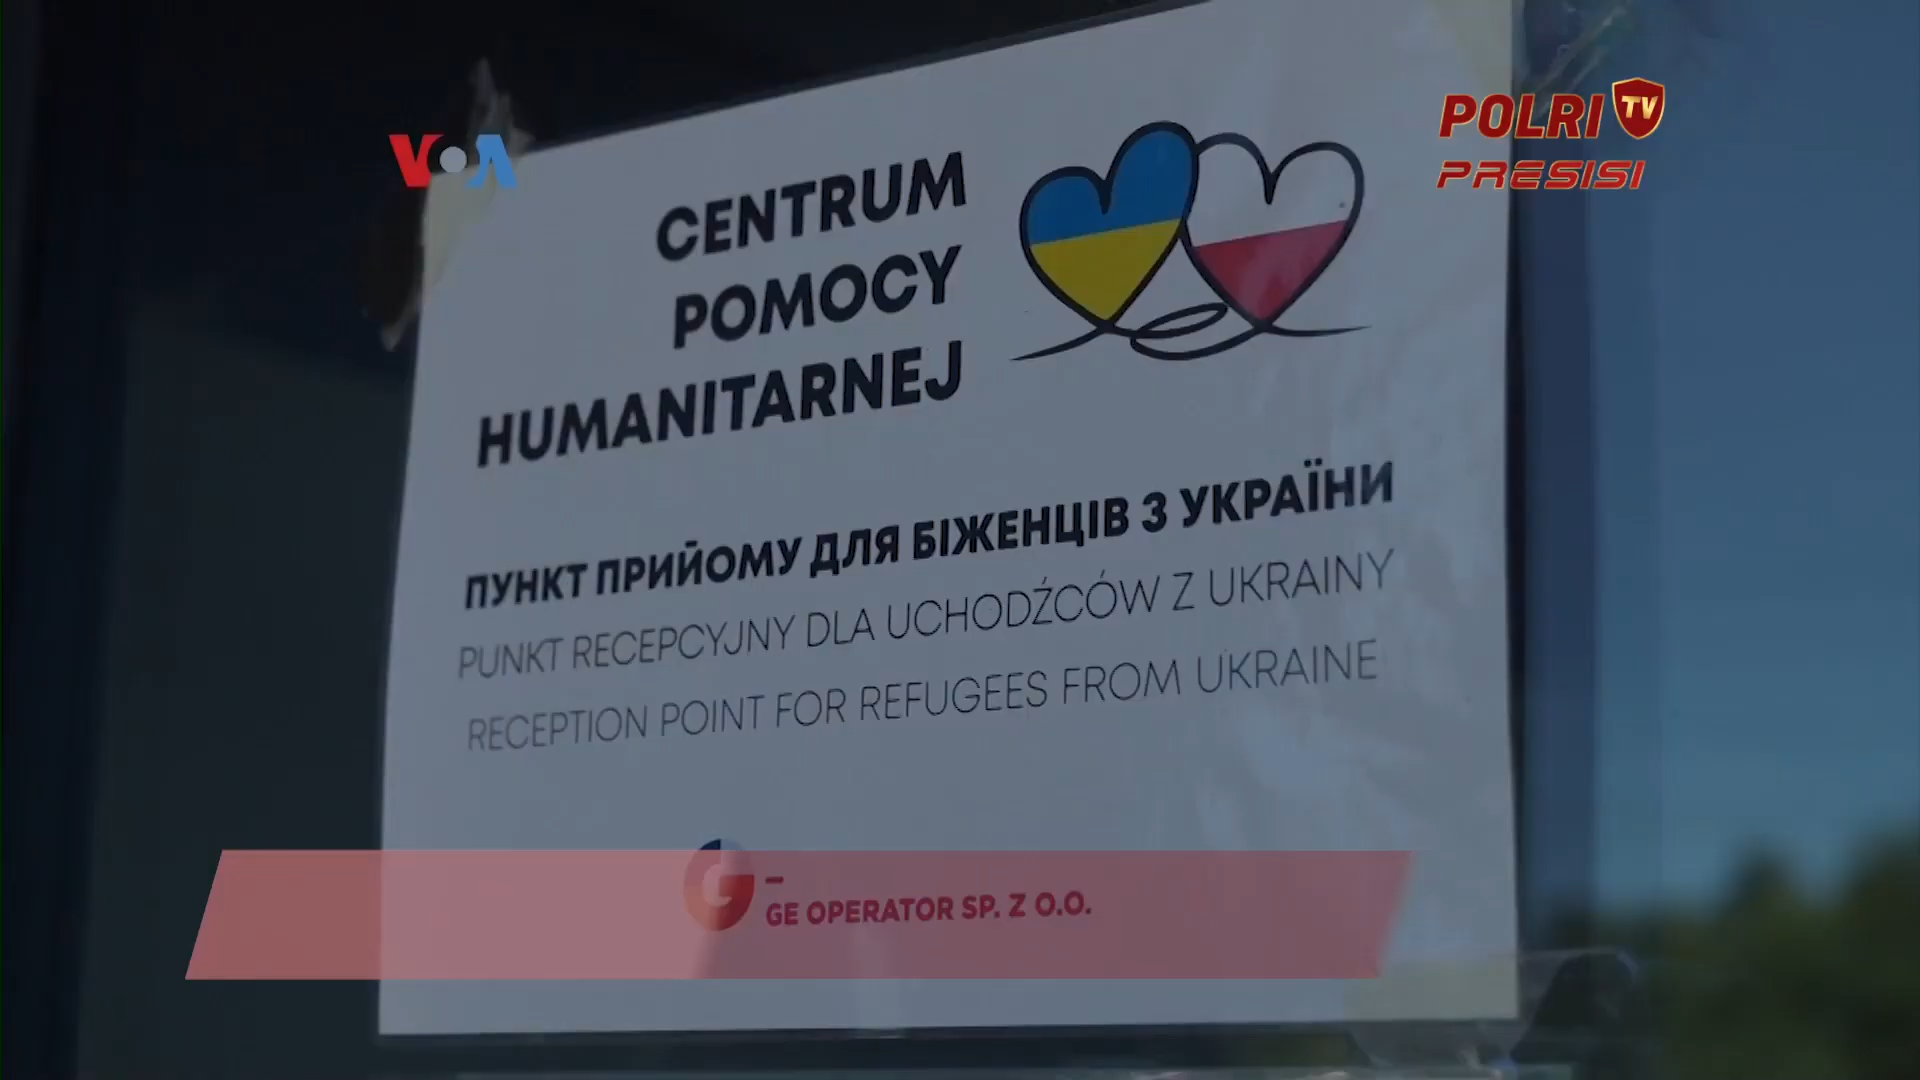 VOA
POLRI TV
PRESISI
CENTRUM
POMOCY
HUMANITARNEJ
ПУНКТ ПРИЙОМУ ДЛЯ БІЖЕНЦІВ З УКРАЇНИ
PUNKT RECEPCYJNY DLA UCHODŹCÓW Z UKRAINY
RECEPTION POINT FOR REFUGEES FROM UKRAINE
G
GE OPERATOR SP. Z O.O.